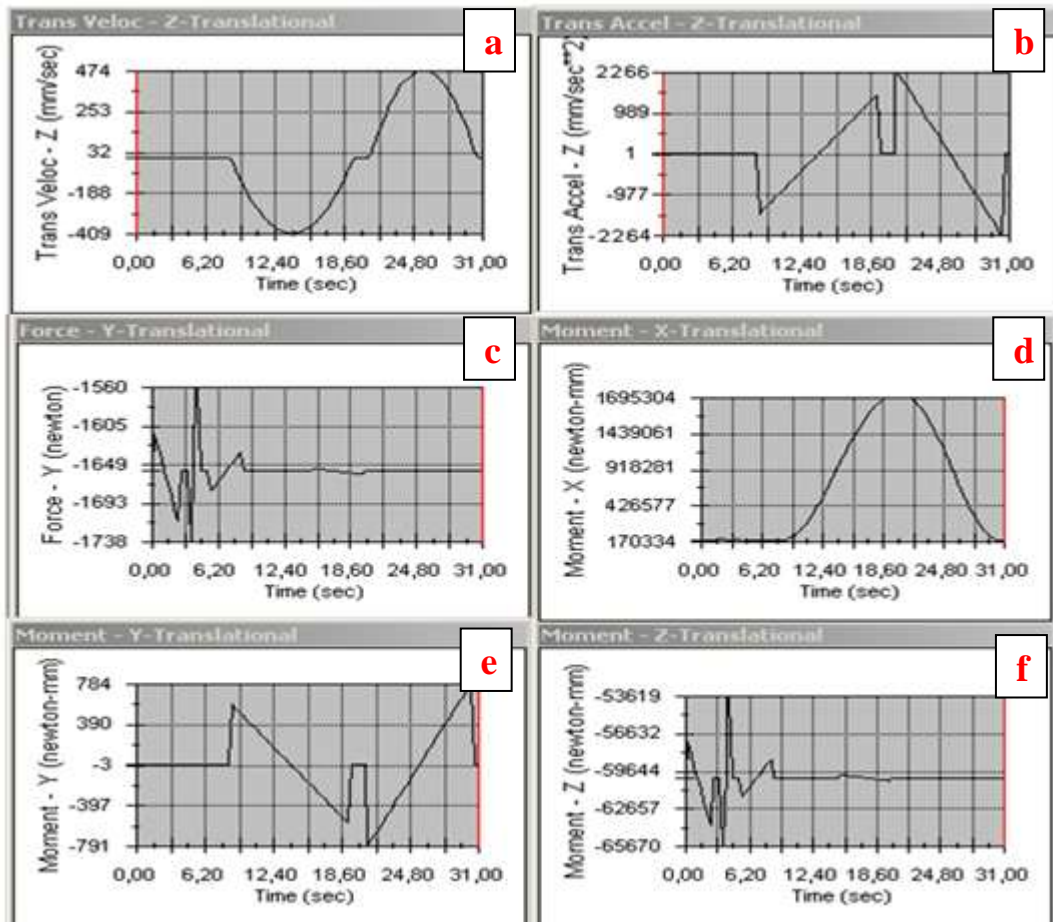 Trans Veloc - Z-Translational
a
Trans Veloc - Z (mm/sec)
474
253
32
-188
-409
0,00 6,20 12,40 18,60 24,80 31,00
Time (sec)
Trans Accel - Z-Translational
b
Trans Accel - Z (mm/sec**2)
2266
989
1
-977
-2264
0,00 6,20 12,40 18,60 24,80 31,00
Time (sec)
Force - Y-Translational
c
Force - Y (newton)
-1560
-1605
-1649
-1693
-1738
0,00 6,20 12,40 18,60 24,80 31,00
Time (sec)
Moment - X-Translational
d
Moment - X (newton-mm)
1695304
1439061
918281
426577
170334
0,00 6,20 12,40 18,60 24,80 31,00
Time (sec)
Moment - Y-Translational
e
Moment - Y (newton-mm)
784
390
-3
-397
-791
0,00 6,20 12,40 18,60 24,80 31,00
Time (sec)
Moment - Z-Translational
f
Moment - Z (newton-mm)
-53619
-56632
-59644
-62657
-65670
0,00 6,20 12,40 18,60 24,80 31,00
Time (sec)